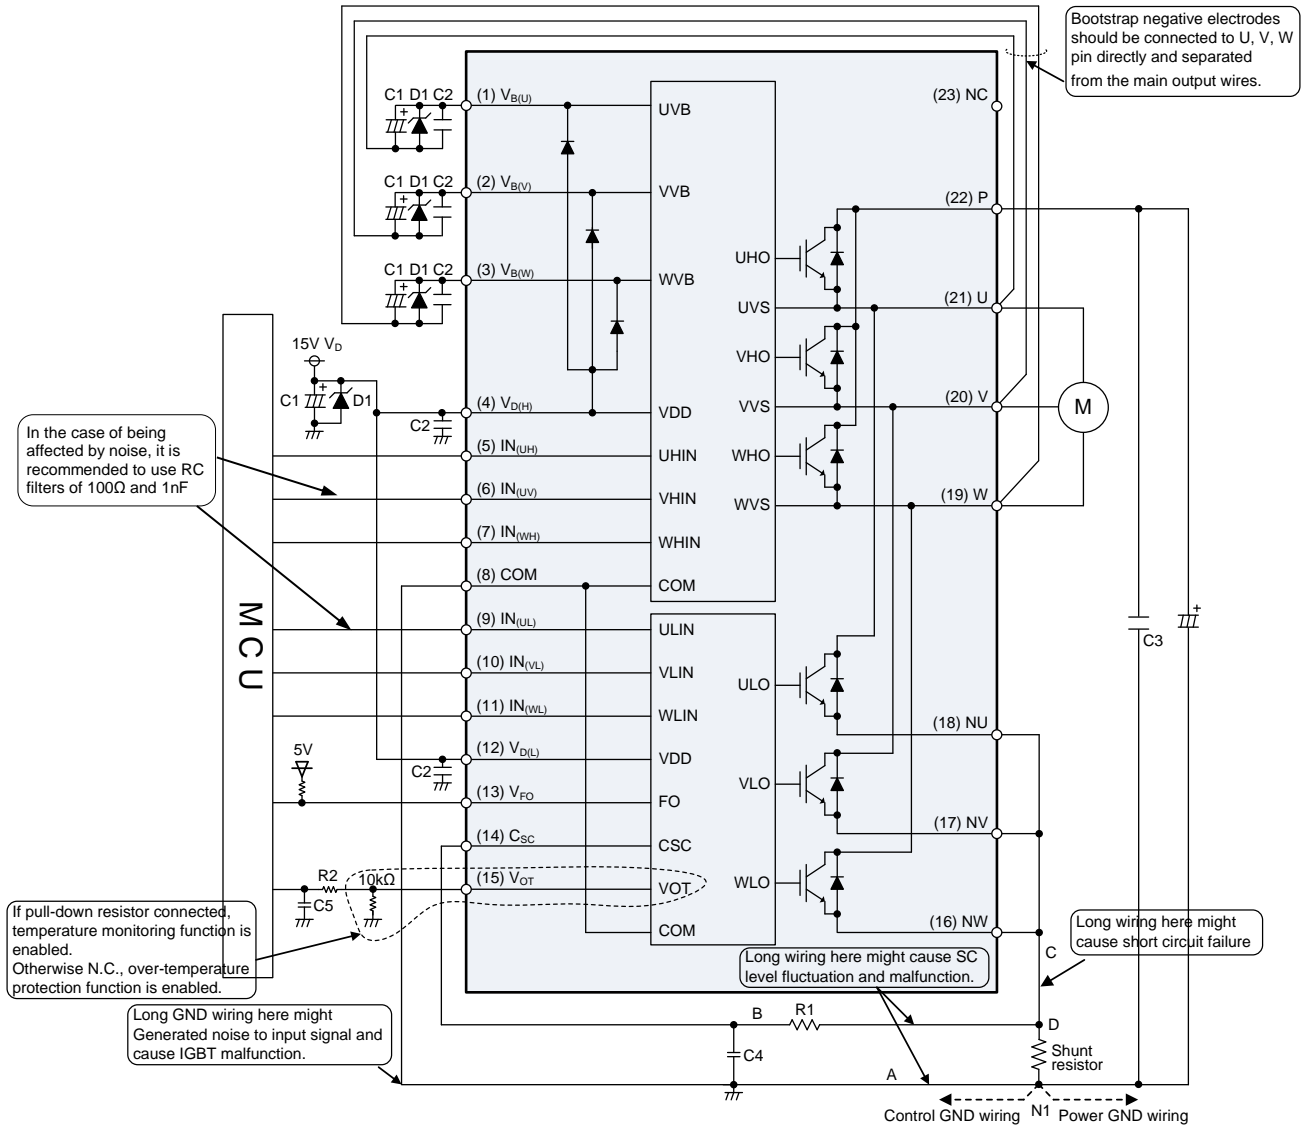 Bootstrap negative electrodes
should be connected to U, V, W
pin directly and separated
from the main output wires.
C1 D1 C2
+
(1) VB(U)
UVB
(23) NC
C1 D1 C2
+
(2) VB(V)
VVB
(22) P
C1 D1 C2
+
(3) VB(W)
WVB
UHO
UVS
(21) U
15V VD
+
C1
D1
VHO
C2
(4) VD(H)
VDD
VVS
(20) V
M
In the case of being
affected by noise, it is
recommended to use RC
filters of 100Ω and 1nF
(5) IN(UH)
UHIN
WHO
(6) IN(UV)
VHIN
WVS
(19) W
(7) IN(WH)
WHIN
(8) COM
COM
MCU
(9) IN(UL)
ULIN
+
C3
(10) IN(VL)
VLIN
ULO
(11) IN(WL)
WLIN
(18) NU
5V
C2
(12) VD(L)
VDD
VLO
(13) VFO
FO
(17) NV
(14) CSC
CSC
R2
10kΩ
(15) VOT
VOT
WLO
C5
COM
(16) NW
If pull-down resistor connected,
temperature monitoring function is
enabled.
Otherwise N.C., over-temperature
protection function is enabled.
Long wiring here might
cause short circuit failure
Long wiring here might cause SC
level fluctuation and malfunction.
C
Long GND wiring here might
Generated noise to input signal and
cause IGBT malfunction.
B
R1
D
C4
Shunt
resistor
A
Control GND wiring
N1
Power GND wiring